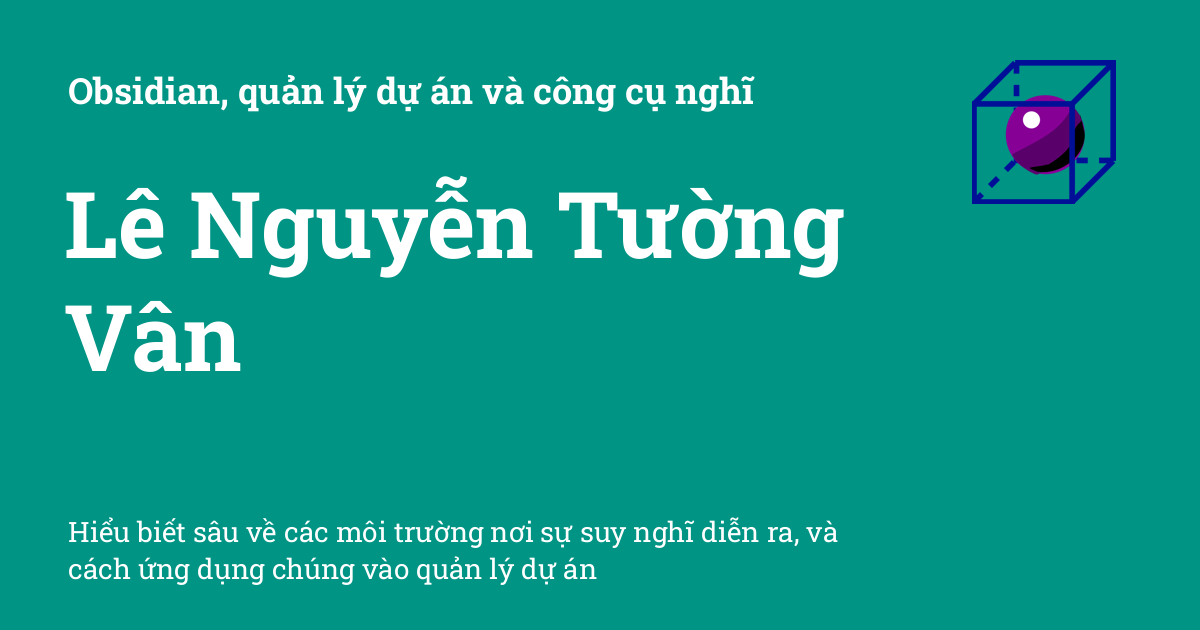 Obsidian, quản lý dự án và công cụ nghĩ
Lê Nguyễn Tường
Vân
Hiểu biết sâu về các môi trường nơi sự suy nghĩ diễn ra, và
cách ứng dụng chúng vào quản lý dự án